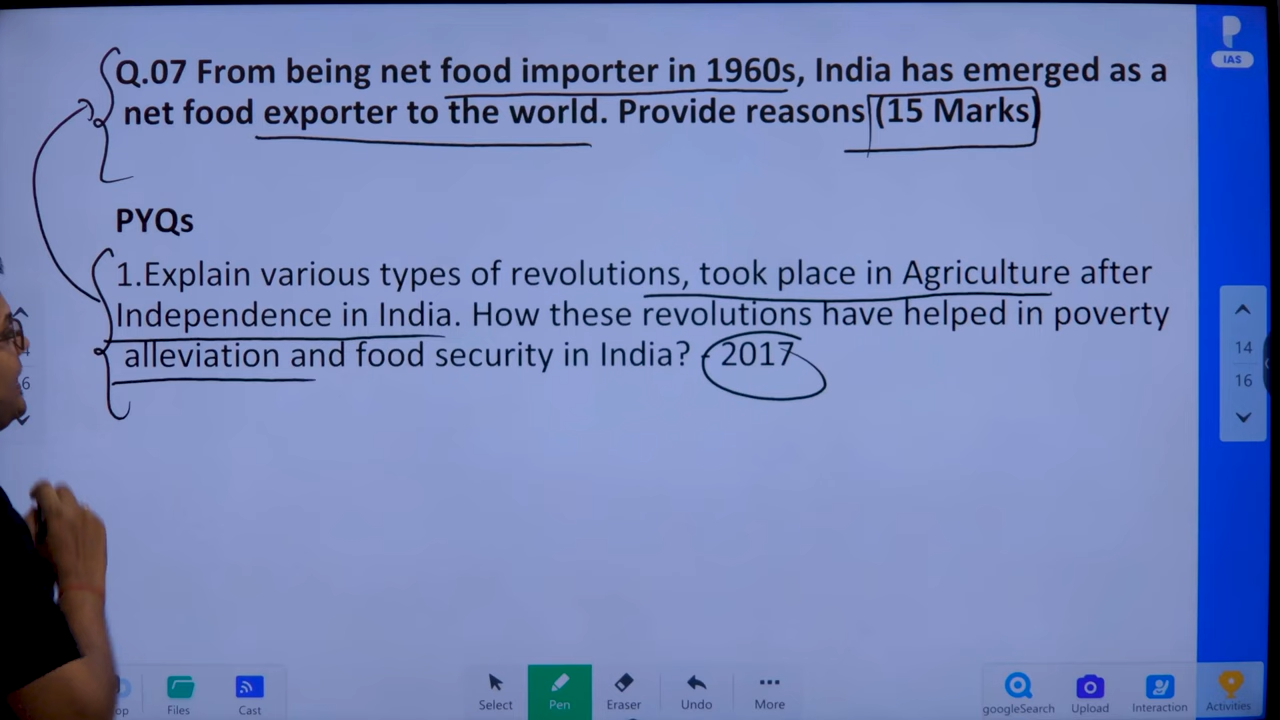 IAS
Q.07 From being net food importer in 1960s, India has emerged as a
net food exporter to the world. Provide reasons (15 Marks)
PYQs
1.Explain various types of revolutions, took place in Agriculture after
Independence in India. How these revolutions have helped in poverty
alleviation and food security in India? - 2017
14
16
6
op
Files
Cast
Select
Pen
Eraser
Undo
More
googleSearch
Upload
Interaction
Activities